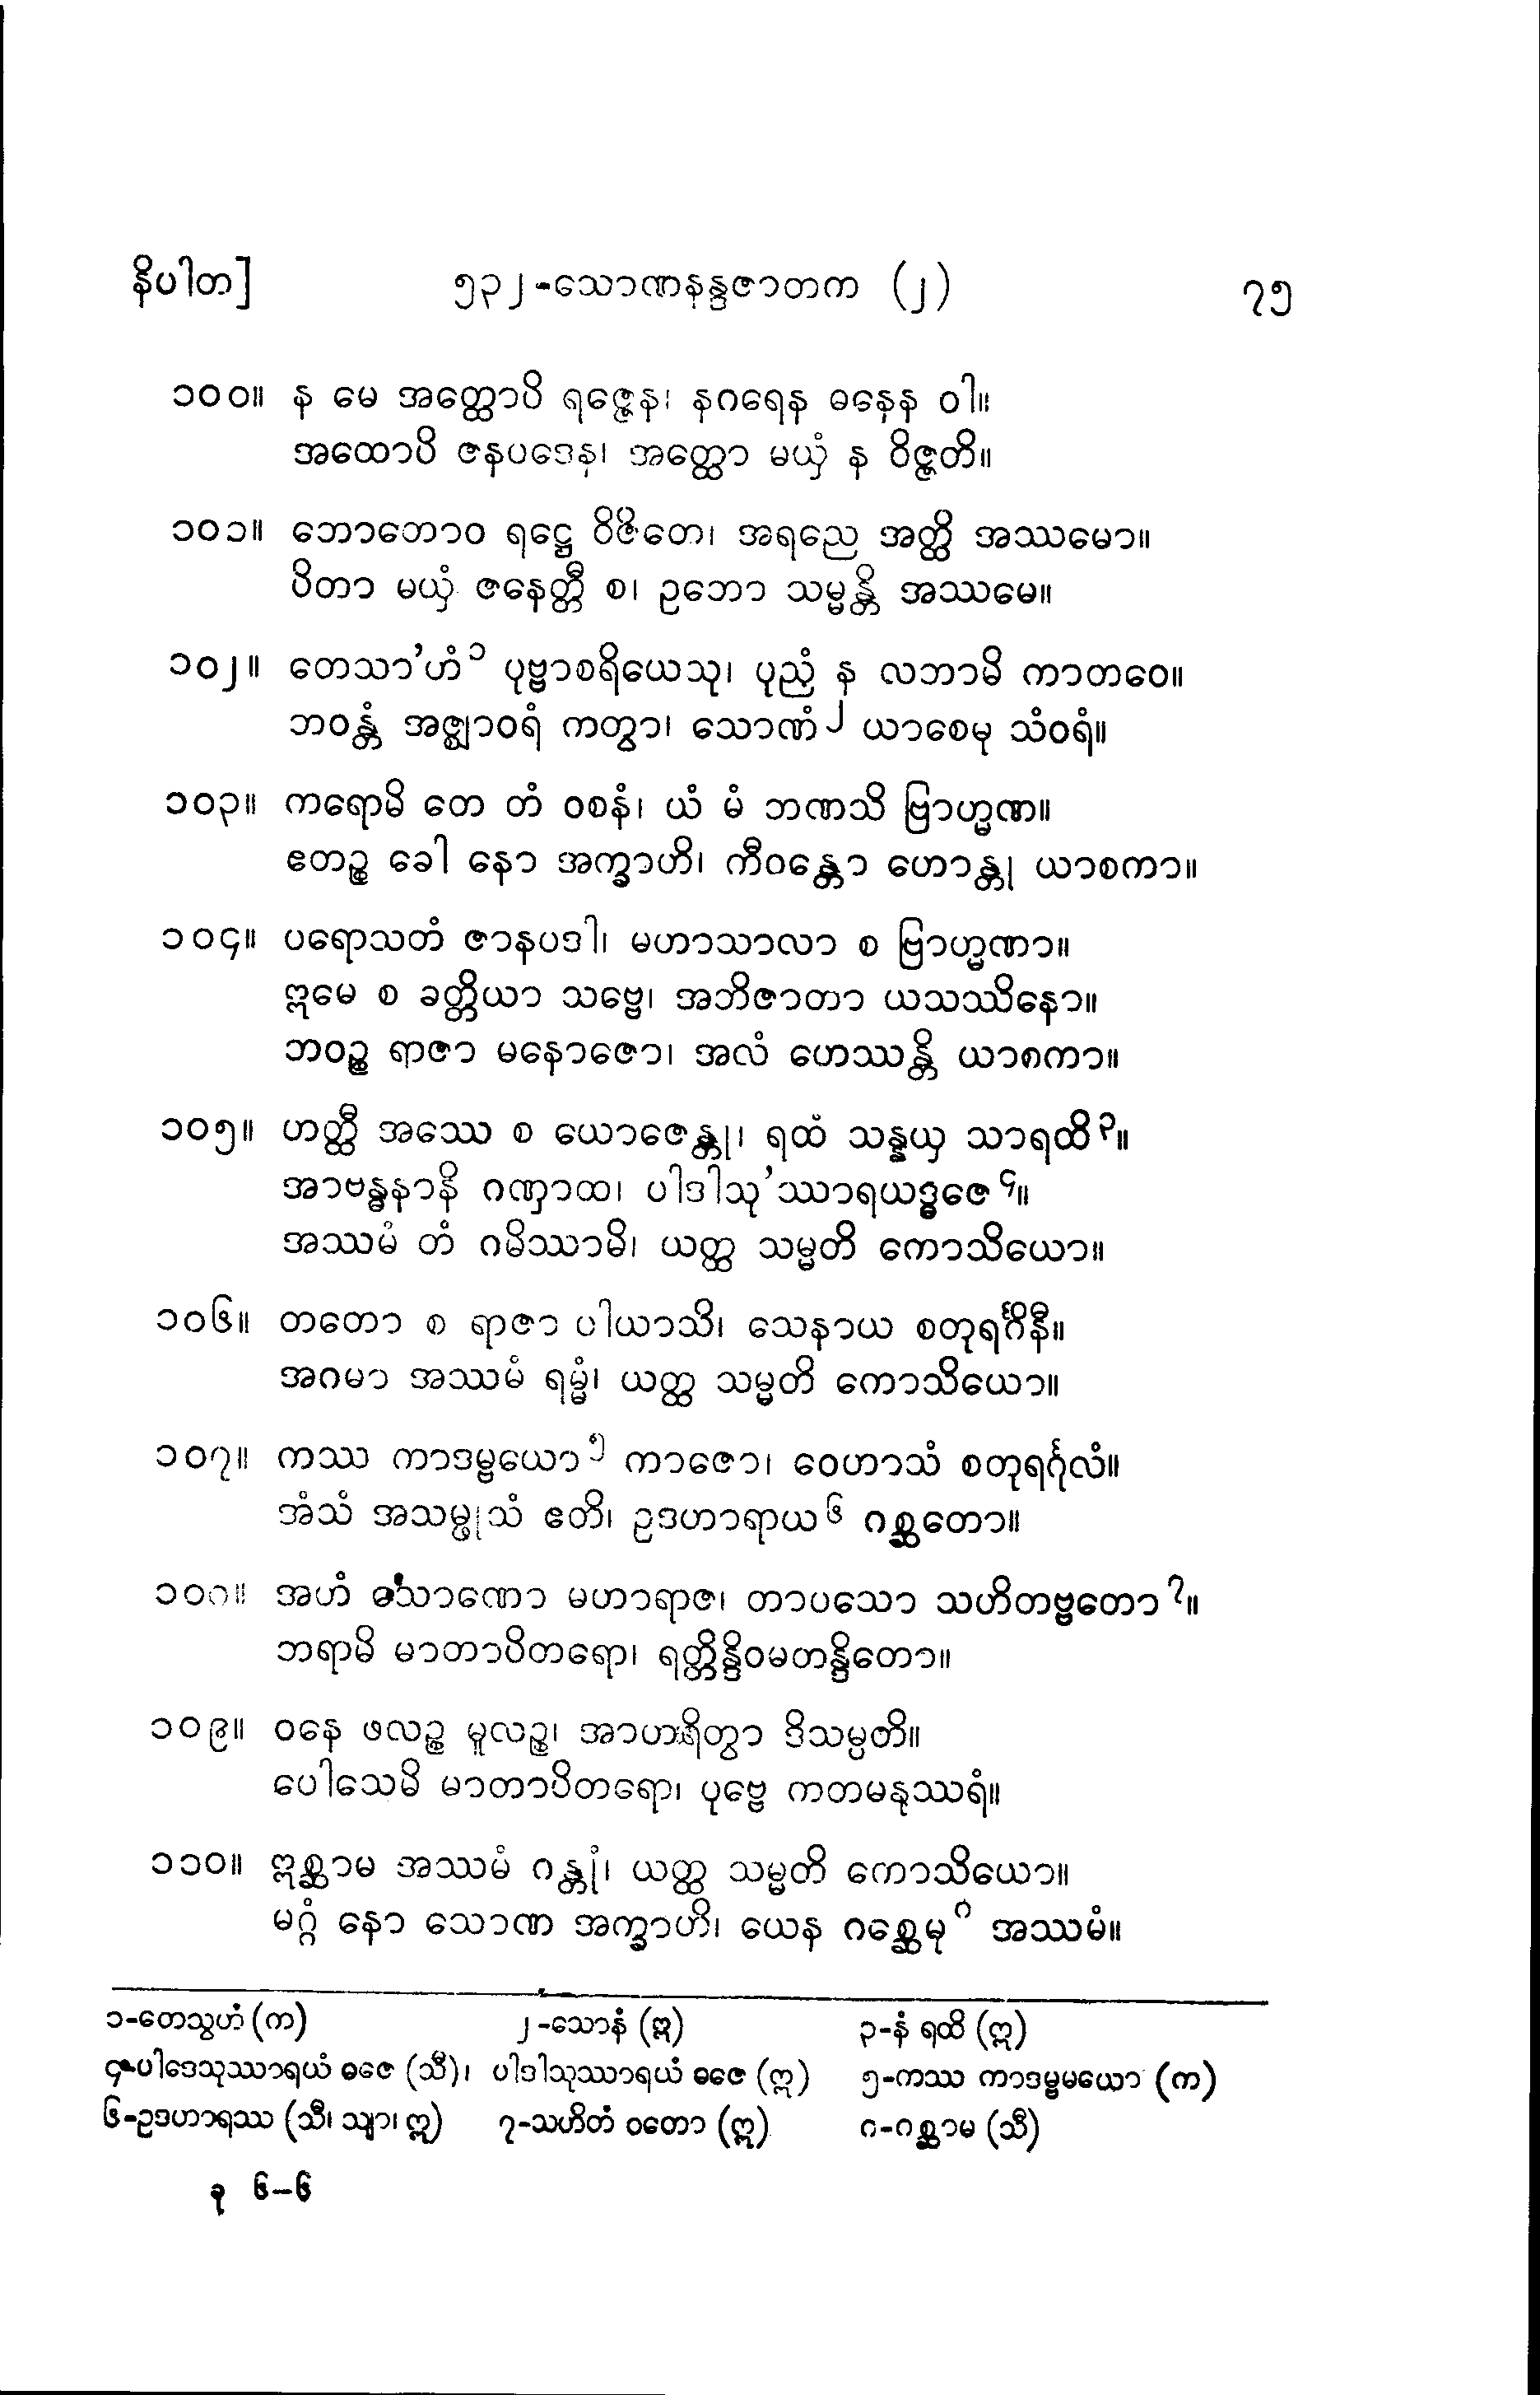 နိပါတ] ၅၃၂-သောဏနန္ဒဇာတက (၂) ၇၅
၁၀၀။ န မေ အတ္ထောပိ ရဇ္ဇေန၊ နဂရေန ဓနေန ဝါ။
အထောပိ ဇနပဒေန၊ အတ္ထော မယှံ န ဝိဇ္ဇတိ။
၁၀၁။ ဘောတောဝ ရဋ္ဌေ ဝိဇိတေ၊ အရညေ အတ္ထိ အဿမော။
ပိတာ မယှံ ဇနေတ္တီ စ၊ ဥဘော သမ္မန္တိ အဿမေ။
၁၀၂။ တေသာ’ဟံ၁ ပုဗ္ဗာစရိယေသု၊ ပုညံ န လဘာမိ ကာတဝေ။
ဘဝန္တံ အဇ္ဈာဝရံ ကတွာ၊ သောဏံ၂ ယာစေမု သံဝရံ။
၁၀၃။ ကရောမိ တေ တံ ဝစနံ၊ ယံ မံ ဘဏသိ ဗြာဟ္မဏ။
ဧတဉ္စ ခေါ နော အက္ခာဟိ၊ ကီဝန္တော ဟောန္တု ယာစကာ။
၁၀၄။ ပရောသတံ ဇာနပဒါ၊ မဟာသာလာ စ ဗြာဟ္မဏာ။
ဣမေ စ ခတ္တိယာ သဗ္ဗေ၊ အဘိဇာတာ ယသဿိနော။
ဘဝဉ္စ ရာဇာ မနောဇော၊ အလံ ဟေဿန္တိ ယာစကာ။
၁၀၅။ ဟတ္ထီ အဿေ စ ယောဇေန္တု၊ ရထံ သန္နယှ သာရထိ၃။
အာဗန္ဓနာနိ ဂဏှာထ၊ ပါဒါသု’ဿာရယဒ္ဓဇေ၄။
အဿမံ တံ ဂမိဿာမိ၊ ယတ္ထ သမ္မတိ ကောသိယော။
၁၀၆။ တတော စ ရာဇာ ပါယာသိ၊ သေနာယ စတုရင်္ဂိနီ။
အဂမာ အဿမံ ရမ္မံ၊ ယတ္ထ သမ္မတိ ကောသိယော။
၁၀၇။ ကဿ ကာဒမ္ဗယော၅ ကာဇော၊ ဝေဟာသံ စတုရင်္ဂုလံ။
အံသံ အသမ္ဖုသံ ဧတိ၊ ဥဒဟာရာယ၆ ဂစ္ဆတော။
၁၀၈။ အဟံ သောဏော မဟာရာဇ၊ တာပသော သဟိတဗ္ဗတော၇။
ဘရာမိ မာတာပိတရော၊ ရတ္တိန္ဒိဝမတန္ဒိတော။
၁၀၉။ ဝနေ ဖလဉ္စ မူလဉ္စ၊ အာဟရိတွာ ဒိသမ္ပတိ။
ပေါသေမိ မာတာပိတရော၊ ပုဗ္ဗေ ကတမနုဿရံ။
၁၁၀။ ဣစ္ဆာမ အဿမံ ဂန္တုံ၊ ယတ္ထ သမ္မတိ ကောသိယော။
မဂ္ဂံ နော သောဏ အက္ခာဟိ၊ ယေန ဂစ္ဆေမု၈ အဿမံ။
၁-တေသွဟံ (က) ၂-သောနံ (ဣ) ၃-နံ ရထိ (ဣ)
၄-ပါဒေသုဿာရယံ ဓဇေ (သီ)၊ ပါဒါသုဿာရယံ ဓဇေ (ဣ) ၅-ကဿ ကာဒမ္ဗမယော (က)
၆-ဥဒဟာရဿ (သီ၊ သျာ၊ ဣ) ၇-သဟိတံ ဝတော (ဣ) ၈-ဂစ္ဆာမ (သီ)
ခု ၆-၆